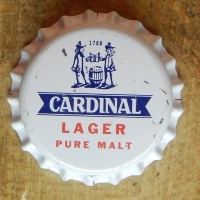 1788
CARDINAL
LAGER
PURE MALT